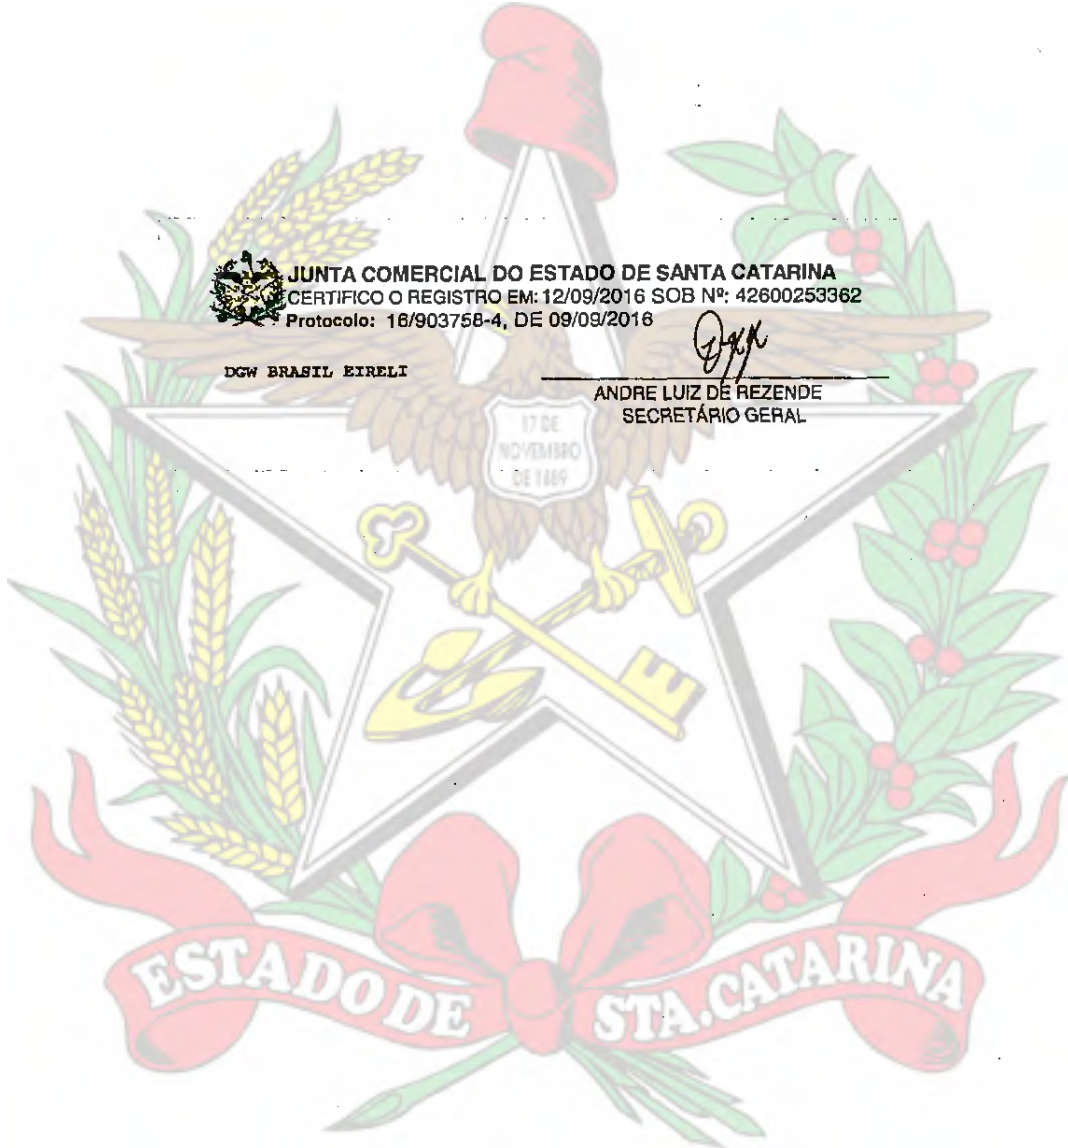 JUNTA COMERCIAL DO ESTADO DE SANTA CATARINA
CERTIFICO O REGISTRO EM: 12/09/2016 SOB Nº: 42600253362
Protocolo: 16/903758-4, DE 09/09/2016
DGW BRASIL EIRELI
ANDRE LUIZ DE REZENDE
SECRETÁRIO GERAL
17 DE
NOVEMBRO
DE 1889
ESTADO DE STA. CATARINA